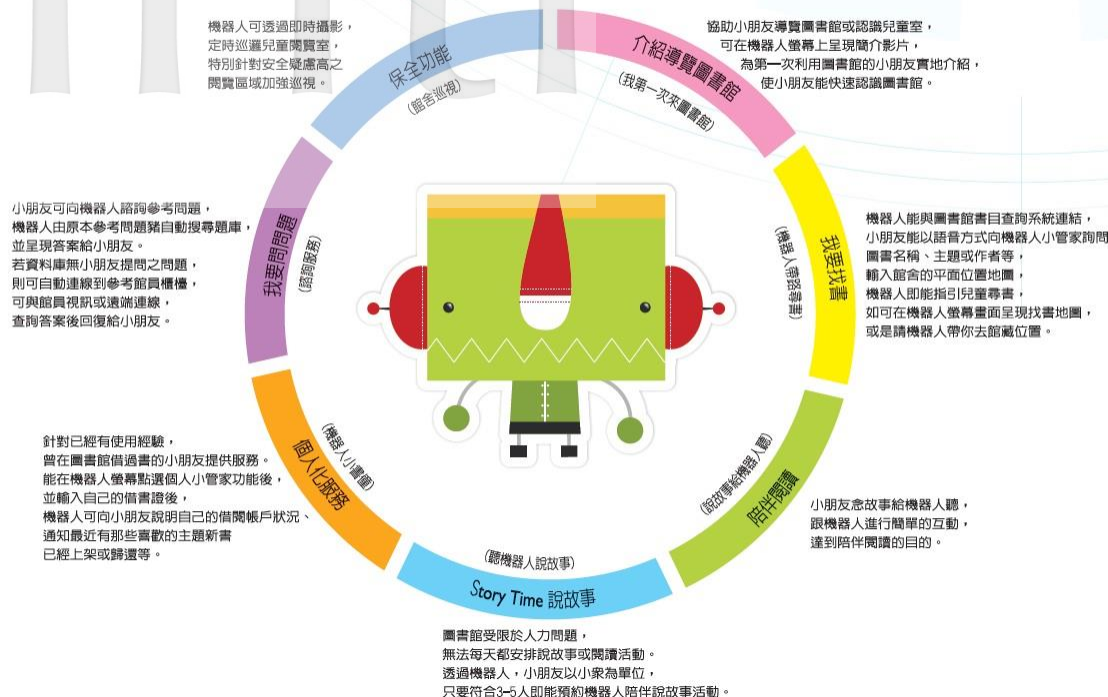 機器人可透過即時攝影，
定時巡邏兒童閱覽室，
特別針對安全疑慮高之
閱覽區域加強巡視。
保全功能
(館舍巡視)
介紹導覽圖書館
(我第一次來圖書館)
協助小朋友導覽圖書館或認識兒童室，
可在機器人螢幕上呈現簡介影片，
為第一次利用圖書館的小朋友實地介紹，
使小朋友能快速認識圖書館。
我要找書
(機器人帶路尋書)
機器人能與圖書館書目查詢系統連結，
小朋友能以語音方式向機器人小管家詢問
圖書名稱、主題或作者等，
輸入館舍的平面位置地圖，
機器人即能指引兒童尋書，
如可在機器人螢幕畫面呈現找書地圖，
或是請機器人帶你去館藏位置。
陪伴閱讀
(說故事給機器人聽)
小朋友念故事給機器人聽，
跟機器人進行簡單的互動，
達到陪伴閱讀的目的。
(聽機器人說故事)
Story Time 說故事
圖書館受限於人力問題，
無法每天都安排說故事或閱讀活動。
透過機器人，小朋友以小眾為單位，
只要符合3-5人即能預約機器人陪伴說故事活動。
個人化服務
(機器人小書僮)
針對已經有使用經驗，
曾在圖書館借過書的小朋友提供服務。
能在機器人螢幕點選個人小管家功能後，
並輸入自己的借書證後，
機器人可向小朋友說明自己的借閱帳戶狀況、
通知最近有那些喜歡的主題新書
已經上架或歸還等。
我要問問題
(諮詢服務)
小朋友可向機器人諮詢參考問題，
機器人由原本參考問題豬自動搜尋題庫，
並呈現答案給小朋友。
若資料庫無小朋友提問之問題，
則可自動連線到參考館員櫃檯，
可與館員視訊或遠端連線，
查詢答案後回復給小朋友。